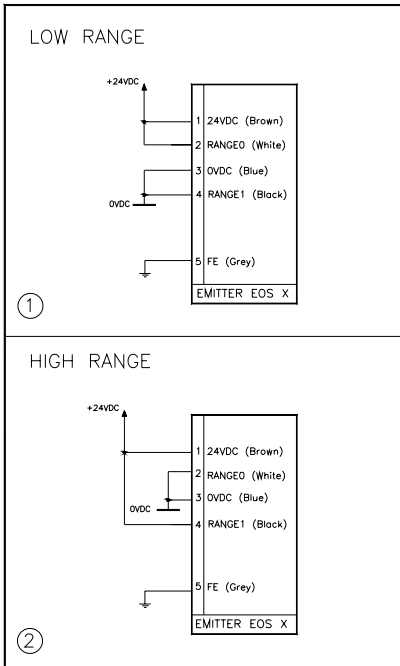 LOW RANGE
+24VDC
1 24VDC (Brown)
2 RANGE0 (White)
3 0VDC (Blue)
4 RANGE1 (Black)
0VDC
5 FE (Grey)
EMITTER EOS X
1
HIGH RANGE
+24VDC
1 24VDC (Brown)
2 RANGE0 (White)
3 0VDC (Blue)
0VDC
4 RANGE1 (Black)
5 FE (Grey)
EMITTER EOS X
2